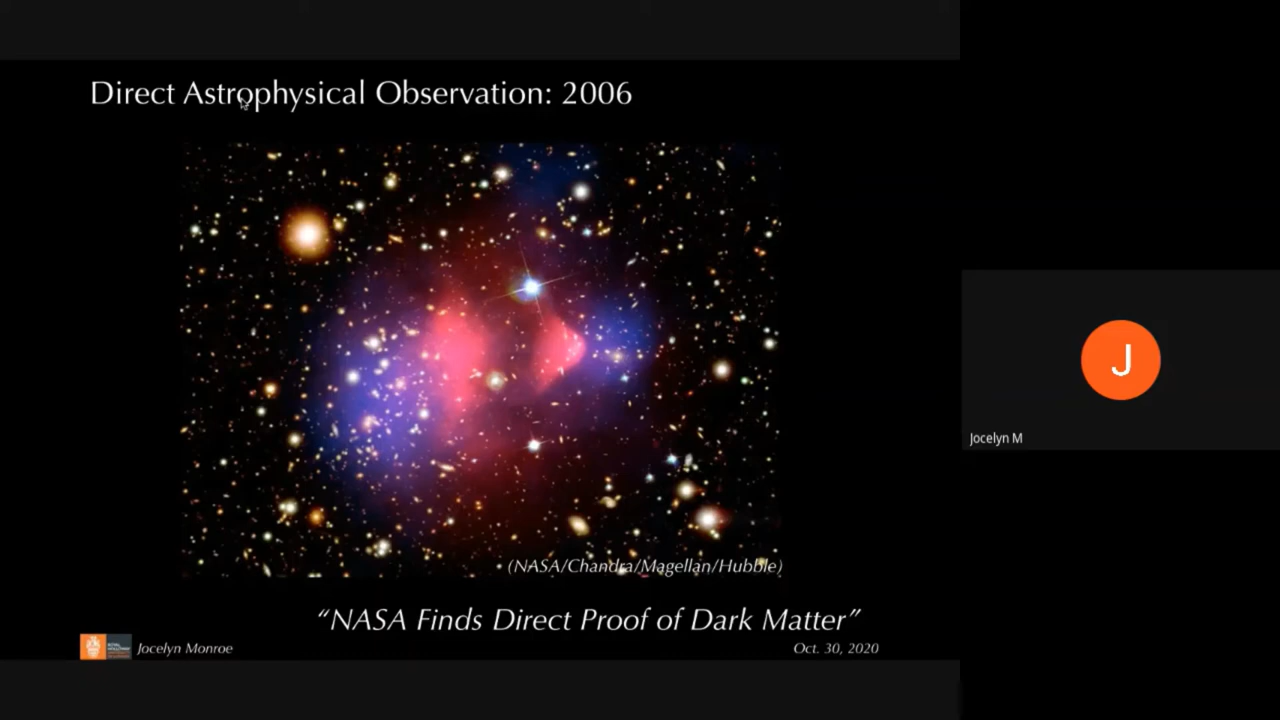 Direct Astrophysical Observation: 2006
(NASA/Chandra/Magellan/Hubble)
“NASA Finds Direct Proof of Dark Matter”
Jocelyn Monroe
Oct. 30, 2020
J
Jocelyn M